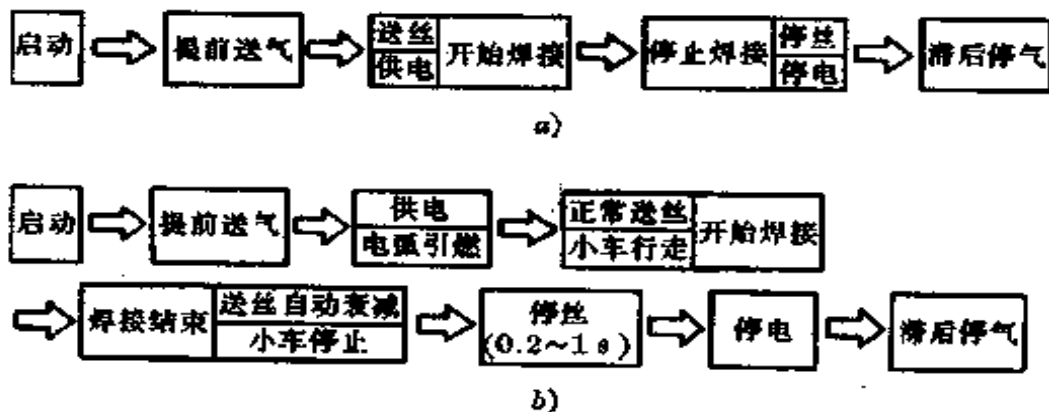 启动 提前送气 送丝 供电 开始焊接 停止焊接 停丝 停电 滞后停气
a)
启动 提前送气 供电 电弧引燃 正常送丝 小车行走 开始焊接
焊接结束 送丝自动衰减 小车停止 停丝 (0.2～1s) 停电 滞后停气
b)